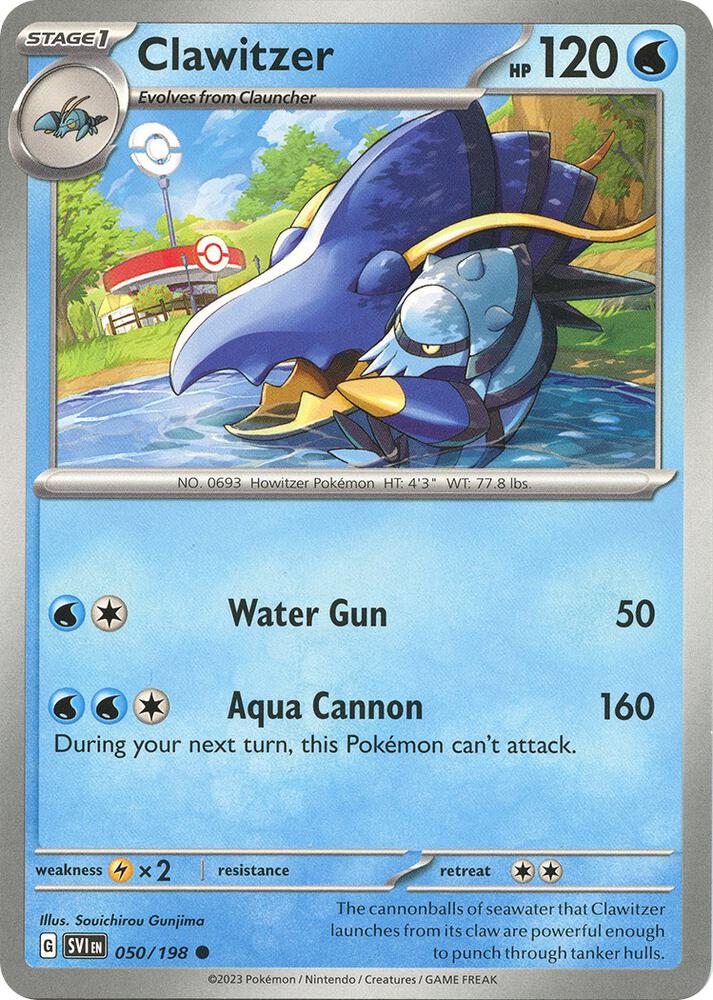 STAGE 1
Clawitzer
HP 120
Evolves from Clauncher
NO. 0693 Howitzer Pokémon HT: 4'3" WT: 77.8 lbs.
Water Gun 50
Aqua Cannon 160
During your next turn, this Pokémon can't attack.
weakness ×2 resistance retreat
Illus. Souichirou Gunjima
G SVI EN 050/198
The cannonballs of seawater that Clawitzer
launches from its claw are powerful enough
to punch through tanker hulls.
©2023 Pokémon / Nintendo / Creatures / GAME FREAK